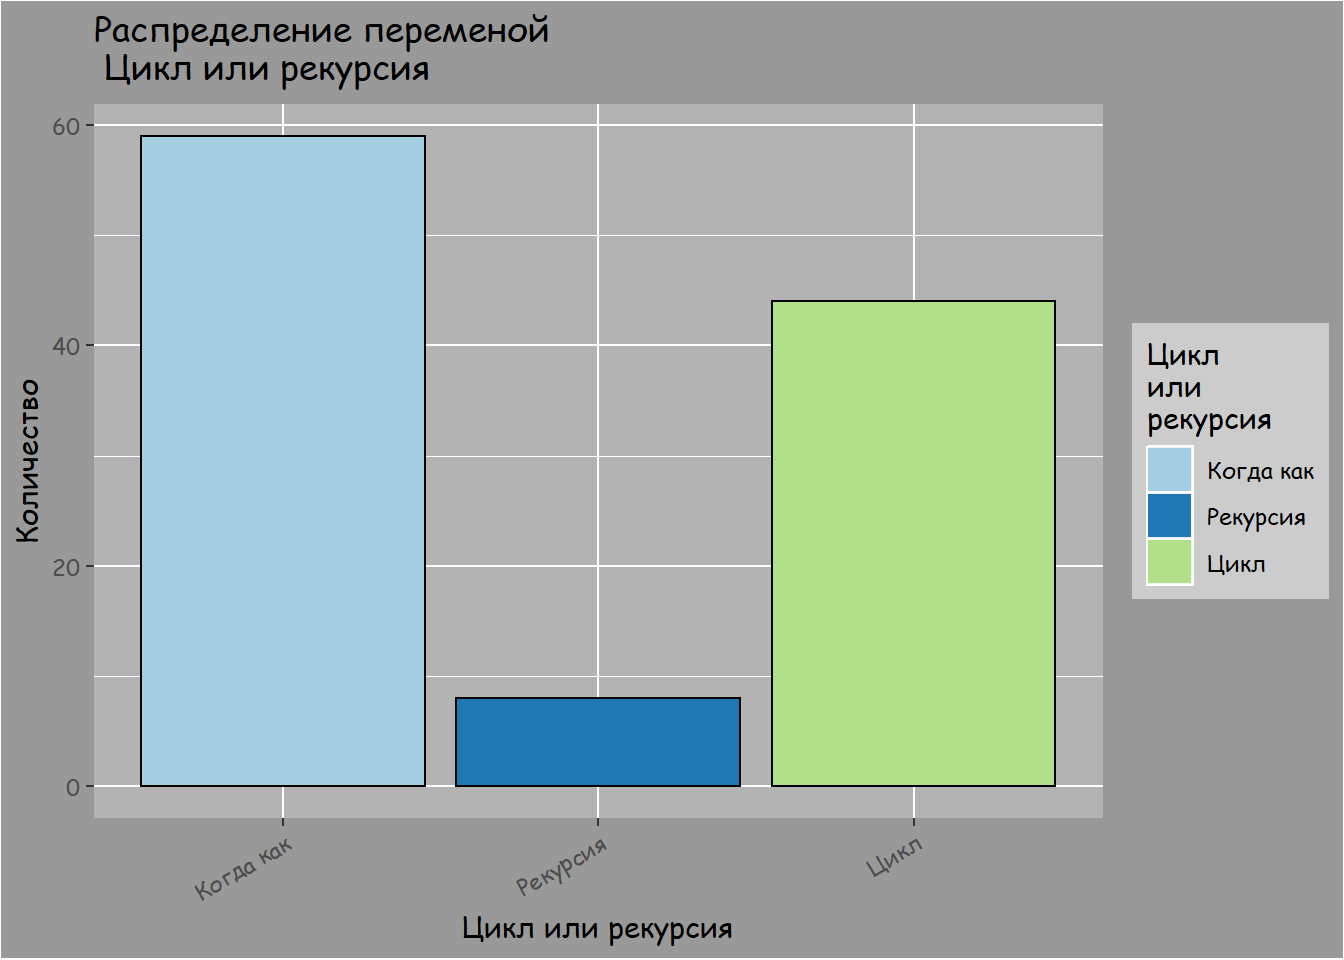 Распределение переменой
Цикл или рекурсия
60
40
20
0
Количество
Когда как
Рекурсия
Цикл
Цикл или рекурсия
Цикл
или
рекурсия
Когда как
Рекурсия
Цикл